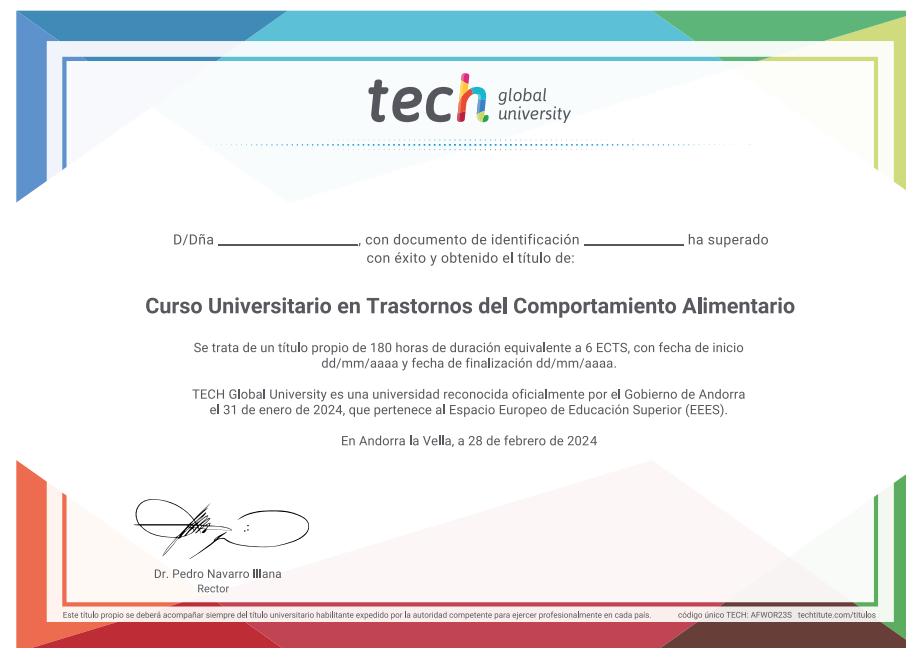 tech global university
D/Dña ____________________, con documento de identificación ______________ ha superado
con éxito y obtenido el título de:
Curso Universitario en Trastornos del Comportamiento Alimentario
Se trata de un título propio de 180 horas de duración equivalente a 6 ECTS, con fecha de inicio
dd/mm/aaaa y fecha de finalización dd/mm/aaaa.
TECH Global University es una universidad reconocida oficialmente por el Gobierno de Andorra
el 31 de enero de 2024, que pertenece al Espacio Europeo de Educación Superior (EEES).
En Andorra la Vella, a 28 de febrero de 2024
Dr. Pedro Navarro Illana
Rector
Este título propio se deberá acompañar siempre del título universitario habilitante expedido por la autoridad competente para ejercer profesionalmente en cada país. código único TECH: AFWOR23S techtitute.com/titulos